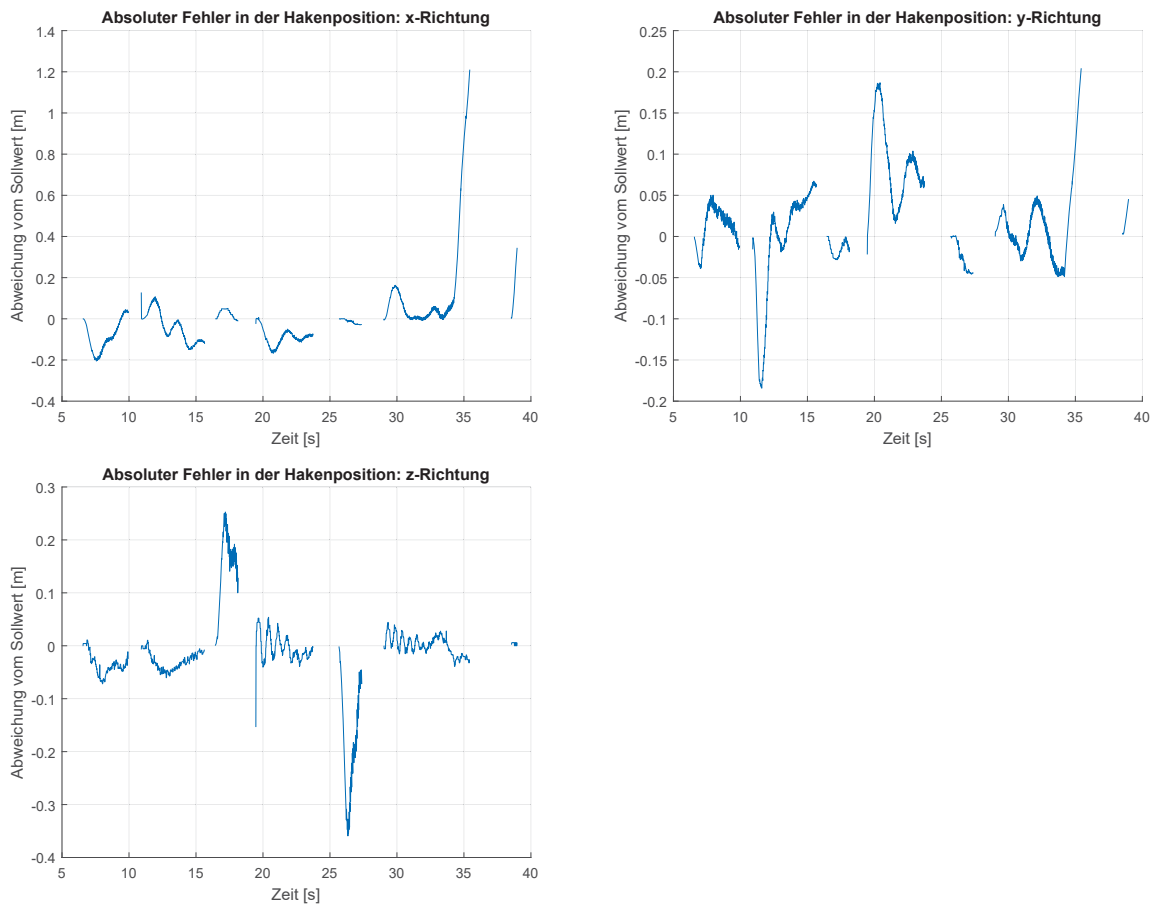 Absoluter Fehler in der Hakenposition: x-Richtung
1.4
1.2
1
0.8
0.6
0.4
0.2
0
-0.2
-0.4
Abweichung vom Sollwert [m]
5 10 15 20 25 30 35 40
Zeit [s]
Absoluter Fehler in der Hakenposition: y-Richtung
0.25
0.2
0.15
0.1
0.05
0
-0.05
-0.1
-0.15
-0.2
Abweichung vom Sollwert [m]
5 10 15 20 25 30 35 40
Zeit [s]
Absoluter Fehler in der Hakenposition: z-Richtung
0.3
0.2
0.1
0
-0.1
-0.2
-0.3
-0.4
Abweichung vom Sollwert [m]
5 10 15 20 25 30 35 40
Zeit [s]